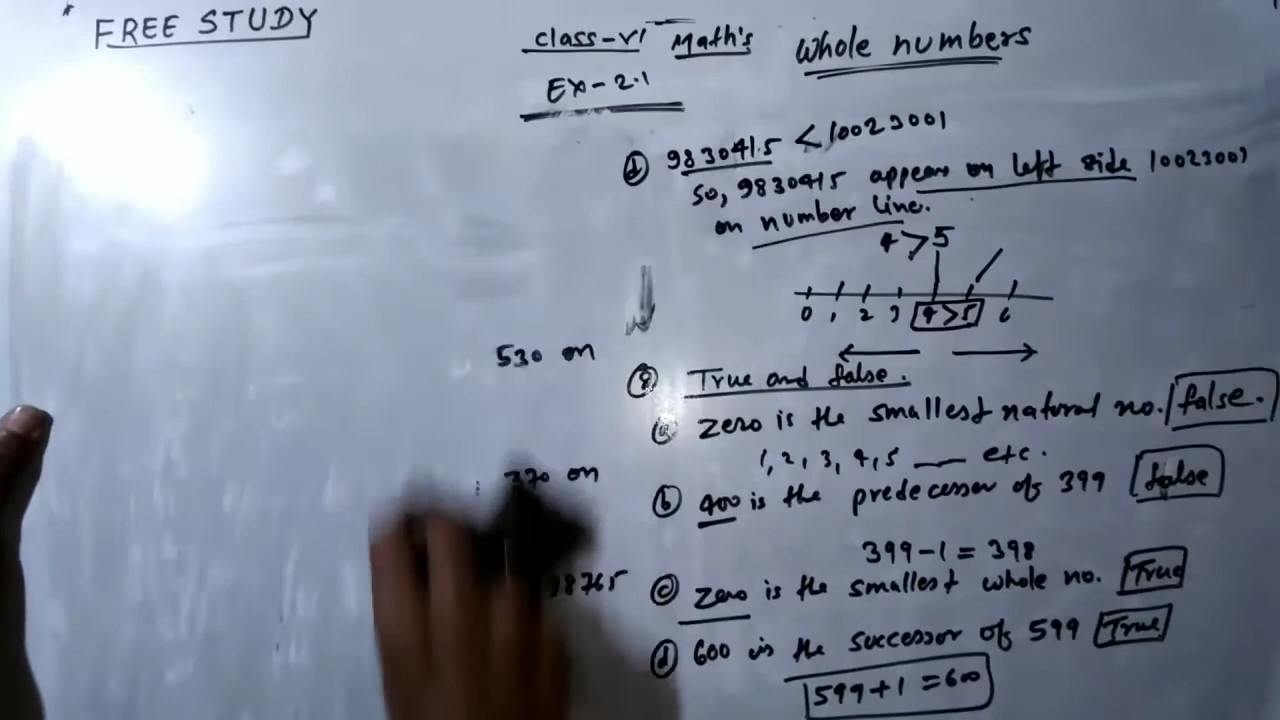 * FREE STUDY
class-VI Math's Whole numbers
Ex-2.1
(d) 9830415 < 10023001
so, 9830415 appears on left side 10023001
on number line.
4 > 5
0 1 2 3 4 > 5 6
530 on
(8) True and false.
(a) Zero is the smallest natural no. false.
1, 2, 3, 4, 5 — etc.
370 on
(b) 400 is the predecessor of 399 false
399-1 = 398
98765
(c) Zero is the smallest whole no. True
(d) 600 is the successor of 599 True
599+1 = 600